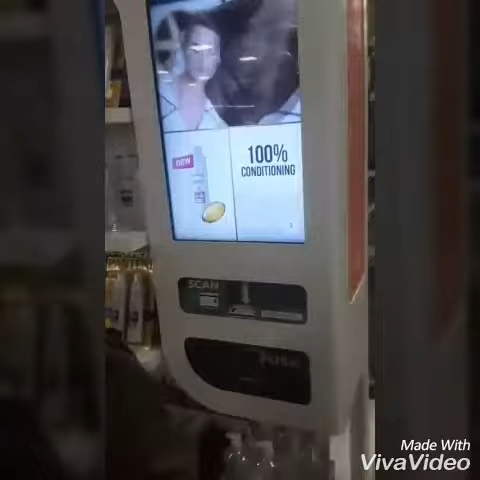 NEW
100%
CONDITIONING
SCAN
PUSH
Made With
VivaVideo